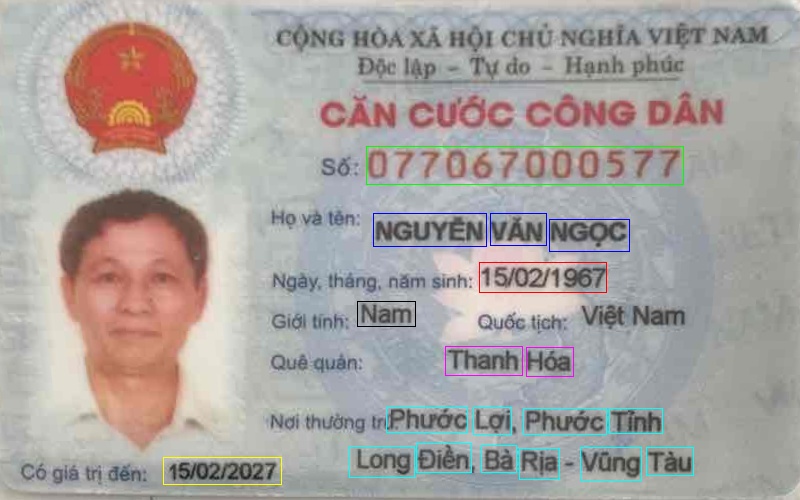 CỘNG HÒA XÃ HỘI CHỦ NGHĨA VIỆT NAM
Độc lập - Tự do - Hạnh phúc
CĂN CƯỚC CÔNG DÂN
Số: 077067000577
Họ và tên: NGUYỄN VĂN NGỌC
Ngày, tháng, năm sinh: 15/02/1967
Giới tính: Nam Quốc tịch: Việt Nam
Quê quán: Thanh Hóa
Nơi thường trú: Phước Lợi, Phước Tỉnh
Long Điền, Bà Rịa - Vũng Tàu
Có giá trị đến: 15/02/2027